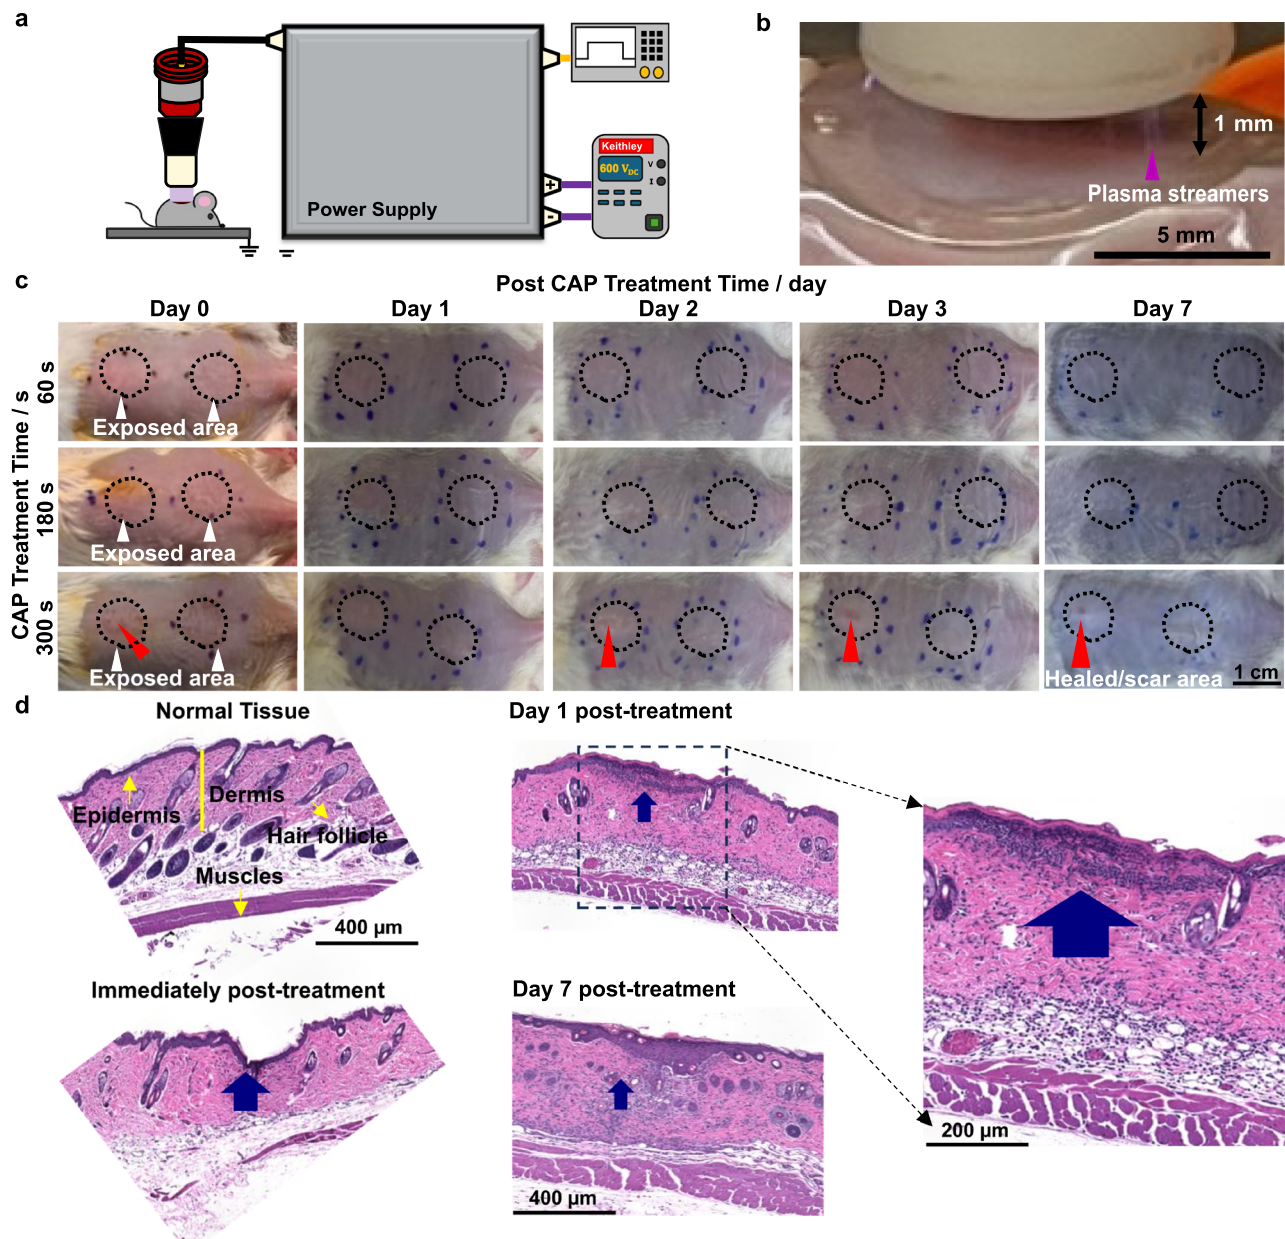 a
Keithley
600 VDC
V
I
+
-
Power Supply
b
1 mm
Plasma streamers
5 mm
c
Post CAP Treatment Time / day
Day 0
Day 1
Day 2
Day 3
Day 7
CAP Treatment Time / s
60 s
Exposed area
180 s
Exposed area
300 s
Exposed area
Healed/scar area
1 cm
d
Normal Tissue
Epidermis
Dermis
Hair follicle
Muscles
400 µm
Day 1 post-treatment
200 µm
Immediately post-treatment
Day 7 post-treatment
400 µm